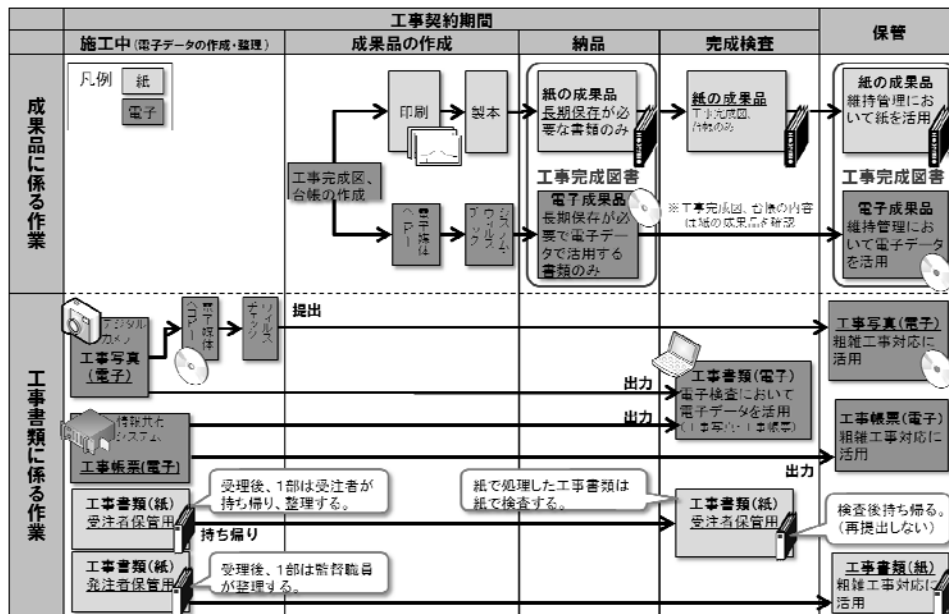 工事契約期間
施工中(電子データの作成・整理)
成果品の作成
納品
完成検査
保管
成果品に係る作業
凡例
紙
電子
工事完成図、
台帳の作成
印刷
製本
紙の成果品
長期保存が必
要な書類のみ
紙の成果品
工事完成図、
台帳のみ
紙の成果品
維持管理にお
いて紙を活用
工事完成図書
工事完成図書
電子媒体
ウィルス
チェック
電子成果品
長期保存が必
要で電子デー
タで活用する
書類のみ
※工事完成図、台帳の内容
は紙の成果品を確認
電子成果品
維持管理にお
いて電子データ
を活用
工事書類に係る作業
デジタル
カメラ
工事写真
(電子)
電子媒体
ウィルス
チェック
提出
工事写真(電子)
粗雑工事対応に
活用
出力
出力
工事書類(電子)
電子検査において
電子データを活用
(工事写真・工事帳票)
情報共有
システム
工事帳票(電子)
出力
工事帳票(電子)
粗雑工事対応に
活用
工事書類(紙)
受注者保管用
受理後、1部は受注者が
持ち帰り、整理する。
持ち帰り
紙で処理した工事書類は
紙で検査する。
工事書類(紙)
受注者保管用
検査後持ち帰る。
(再提出しない)
工事書類(紙)
発注者保管用
受理後、1部は監督職員
が整理する。
工事書類(紙)
粗雑工事対応に
活用